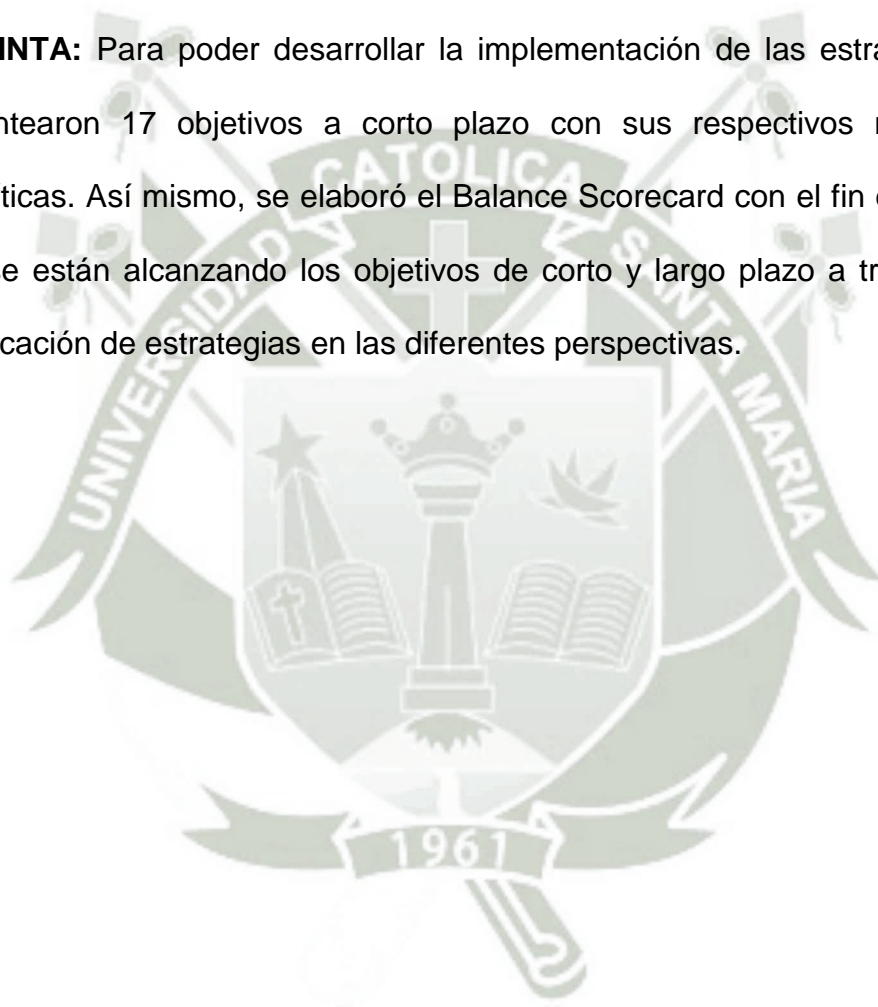 INTA: Para poder desarrollar la implementación de las estra
ntearon 17 objetivos a corto plazo con sus respectivos
ticas. Así mismo, se elaboró el Balance Scorecard con el fin
se están alcanzando los objetivos de corto y largo plazo a tr
cación de estrategias en las diferentes perspectivas.
UNIVERSIDAD CATOLICA SANTA MARIA
1961